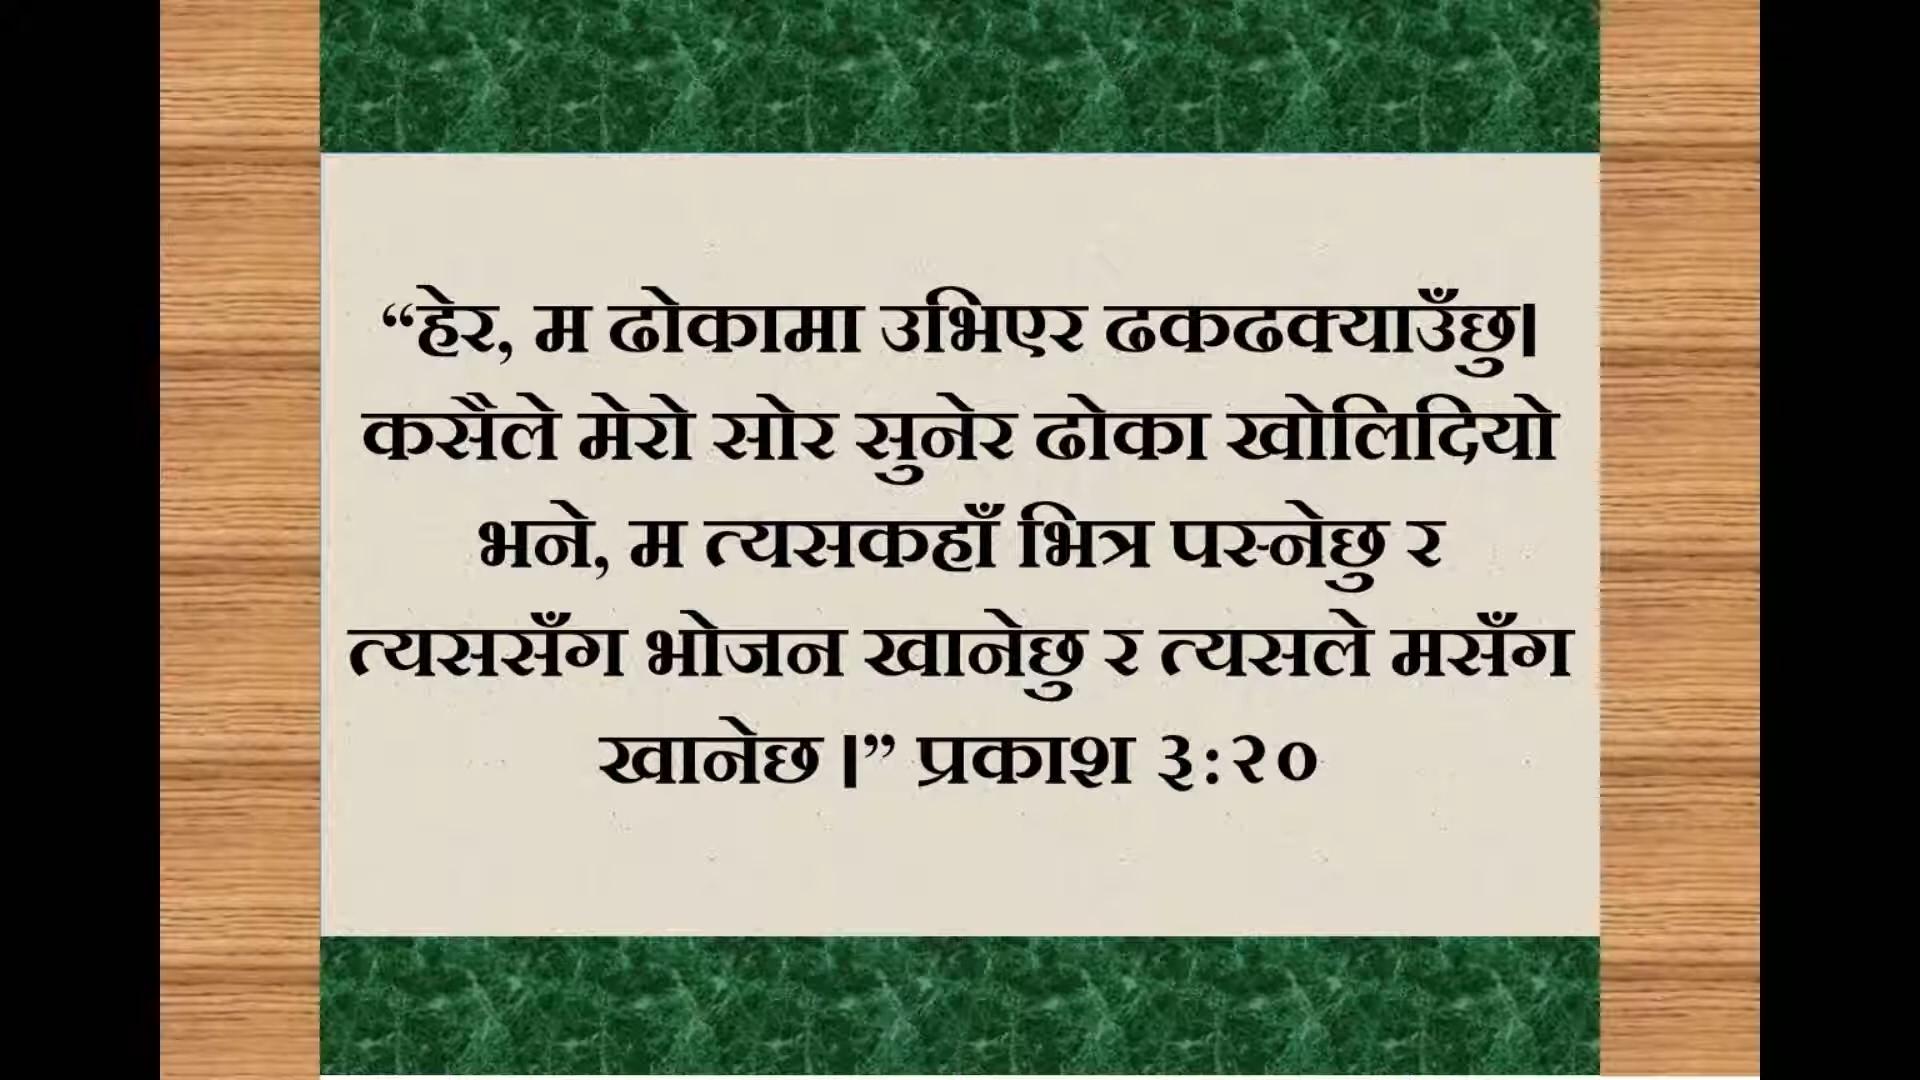 “हेर, म ढोकामा उभिएर ढकढक्याउँछु।
कसैले मेरो सोर सुनेर ढोका खोलिदियो
भने, म त्यसकहाँ भित्र पस्नेछु र
त्यससँग भोजन खानेछु र त्यसले मसँग
खानेछ ।” प्रकाश ३:२०